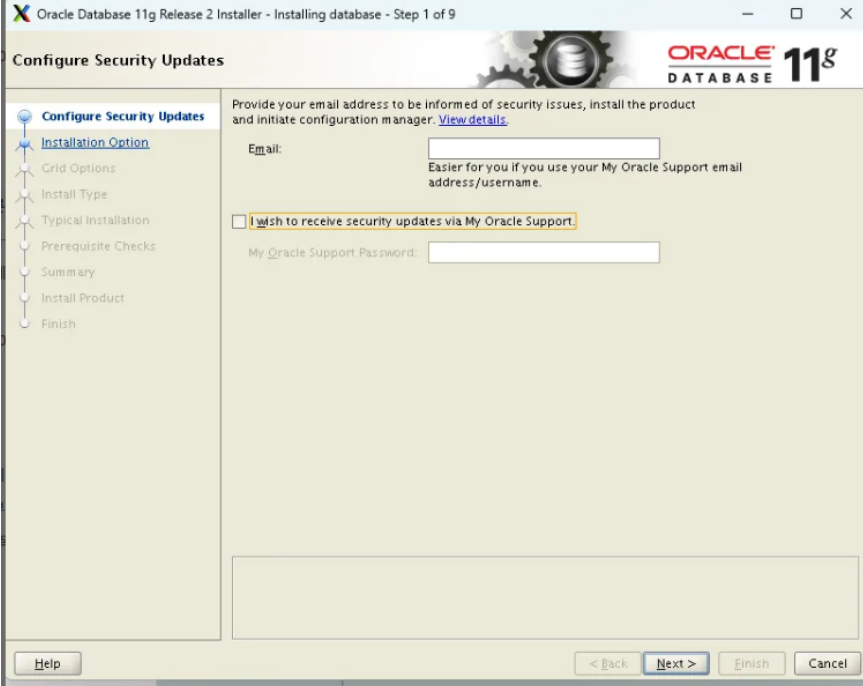 Oracle Database 11g Release 2 Installer - Installing database - Step 1 of 9
Configure Security Updates
ORACLE
DATABASE
11g
Configure Security Updates
Installation Option
Grid Options
Install Type
Typical Installation
Prerequisite Checks
Summary
Install Product
Finish
Provide your email address to be informed of security issues, install the product
and initiate configuration manager. View details.
Email:
Easier for you if you use your My Oracle Support email
address/username.
I wish to receive security updates via My Oracle Support.
My Oracle Support Password:
Help
< Back
Next >
Finish
Cancel